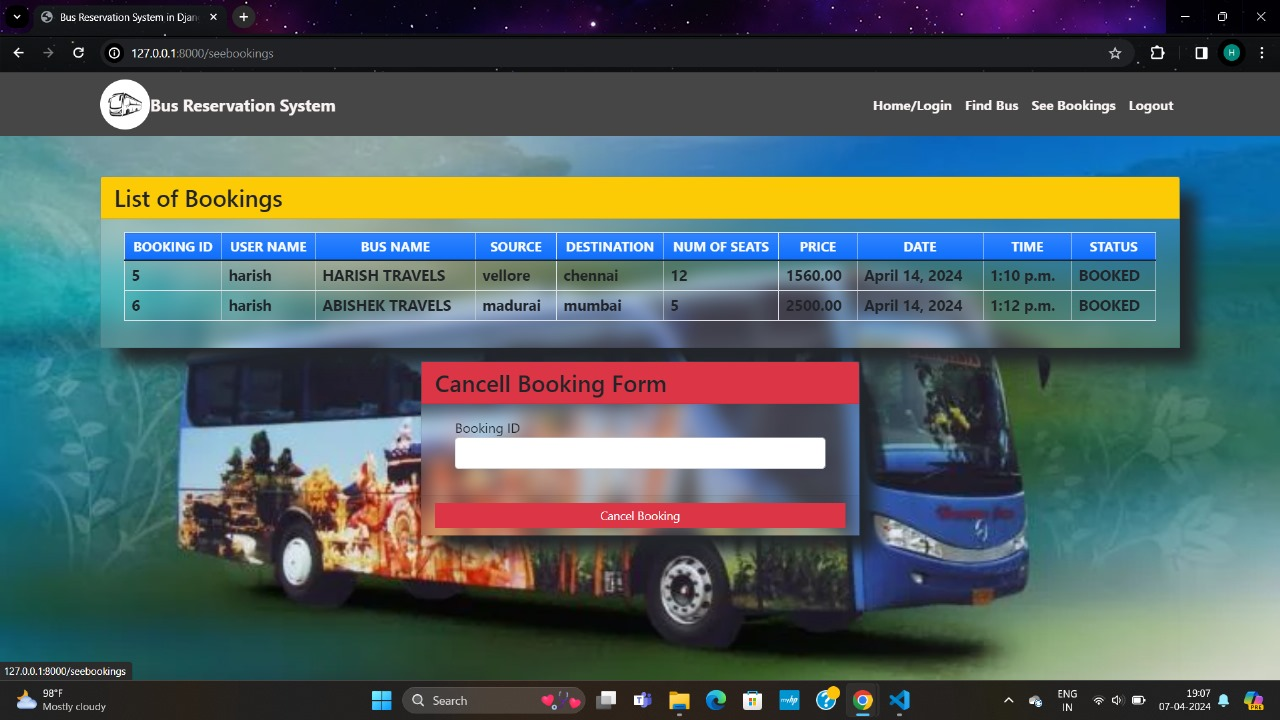 Bus Reservation System in Djan
127.0.0.1:8000/seebookings
H
Bus Reservation System
Home/Login Find Bus See Bookings Logout
List of Bookings
BOOKING ID USER NAME BUS NAME SOURCE DESTINATION NUM OF SEATS PRICE DATE TIME STATUS
5 harish HARISH TRAVELS vellore chennai 12 1560.00 April 14, 2024 1:10 p.m. BOOKED
6 harish ABISHEK TRAVELS madurai mumbai 5 2500.00 April 14, 2024 1:12 p.m. BOOKED
Cancell Booking Form
Booking ID
Cancel Booking
127.0.0.1:8000/seebookings
98°F
Mostly cloudy
Search
myhp
ENG
IN
19:07
07-04-2024
PRE